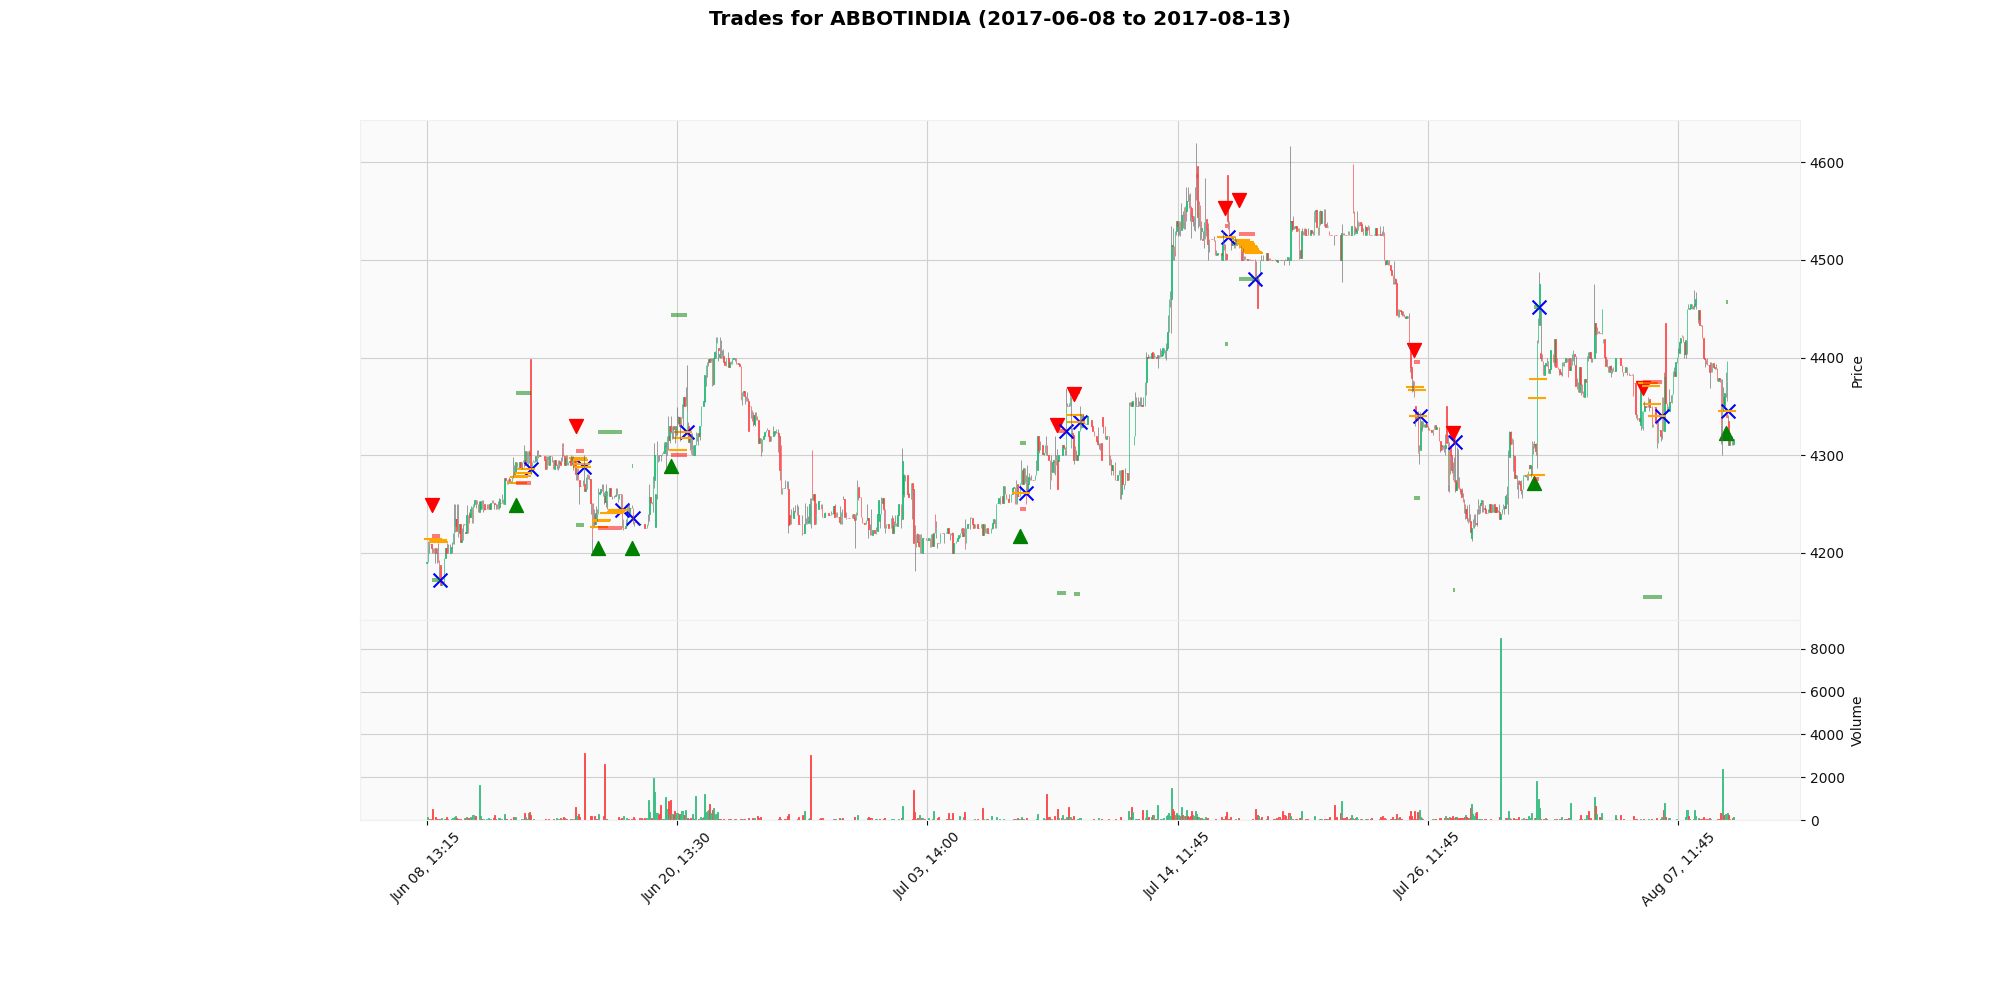 Trades for ABBOTINDIA (2017-06-08 to 2017-08-13)
4600
4500
4400
4300
4200
Price
8000
6000
4000
2000
0
Volume
Jun 08, 13:15
Jun 20, 13:30
Jul 03, 14:00
Jul 14, 11:45
Jul 26, 11:45
Aug 07, 11:45